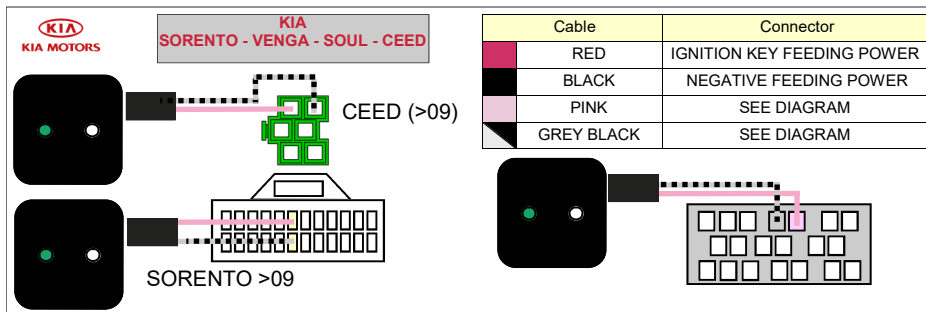 KIA
KIA MOTORS
KIA
SORENTO - VENGA - SOUL - CEED
CEED (>09)
SORENTO >09
Cable Connector
RED IGNITION KEY FEEDING POWER
BLACK NEGATIVE FEEDING POWER
PINK SEE DIAGRAM
GREY BLACK SEE DIAGRAM